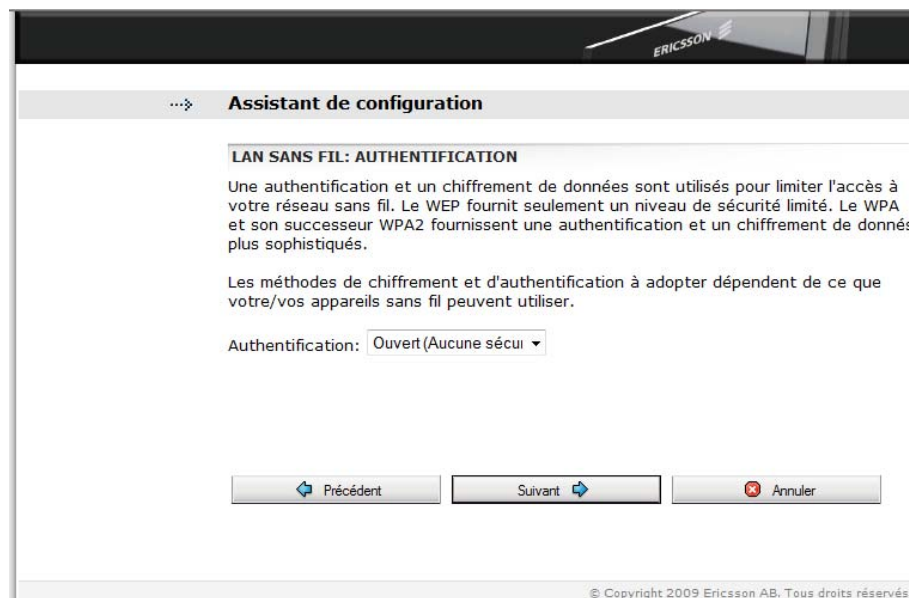 ERICSSON
Assistant de configuration
LAN SANS FIL: AUTHENTIFICATION
Une authentification et un chiffrement de données sont utilisés pour limiter l'accès à
votre réseau sans fil. Le WEP fournit seulement un niveau de sécurité limité. Le WPA
et son successeur WPA2 fournissent une authentification et un chiffrement de donnés
plus sophistiqués.
Les méthodes de chiffrement et d'authentification à adopter dépendent de ce que
votre/vos appareils sans fil peuvent utiliser.
Authentification: Ouvert (Aucune sécu
Précédent Suivant Annuler
© Copyright 2009 Ericsson AB. Tous droits réservés